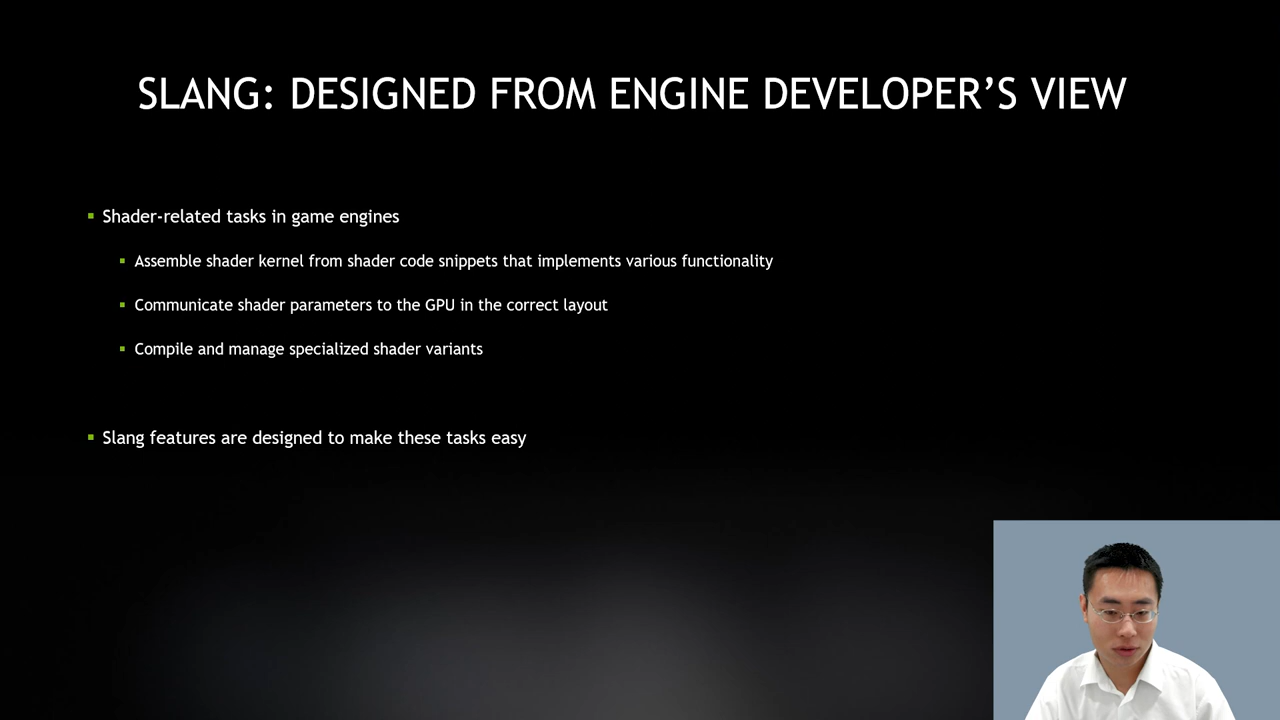 SLANG: DESIGNED FROM ENGINE DEVELOPER’S VIEW
Shader-related tasks in game engines
Assemble shader kernel from shader code snippets that implements various functionality
Communicate shader parameters to the GPU in the correct layout
Compile and manage specialized shader variants
Slang features are designed to make these tasks easy